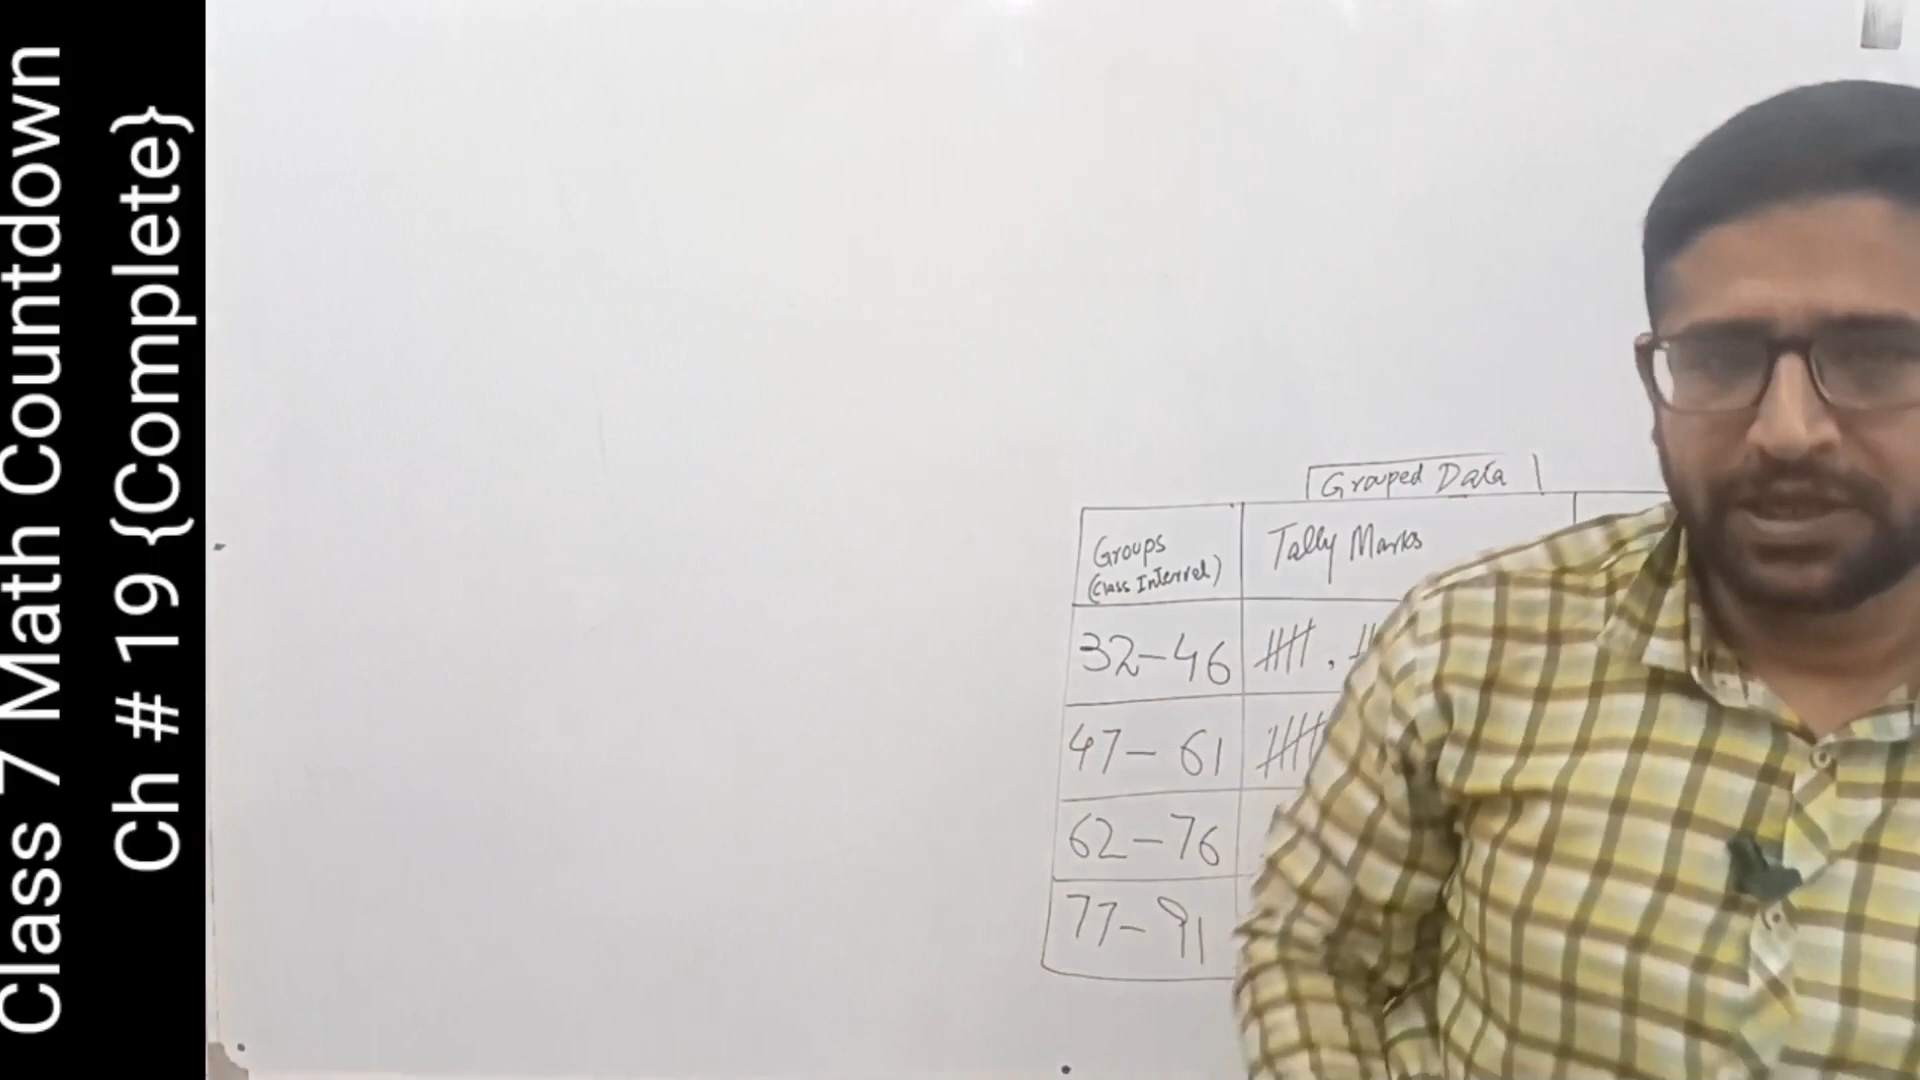 Class 7 Math Countdown
Ch # 19 {Complete}
Grouped Data
Groups
(Class Interval)
Tally Marks
32-46
47-61
62-76
77-91